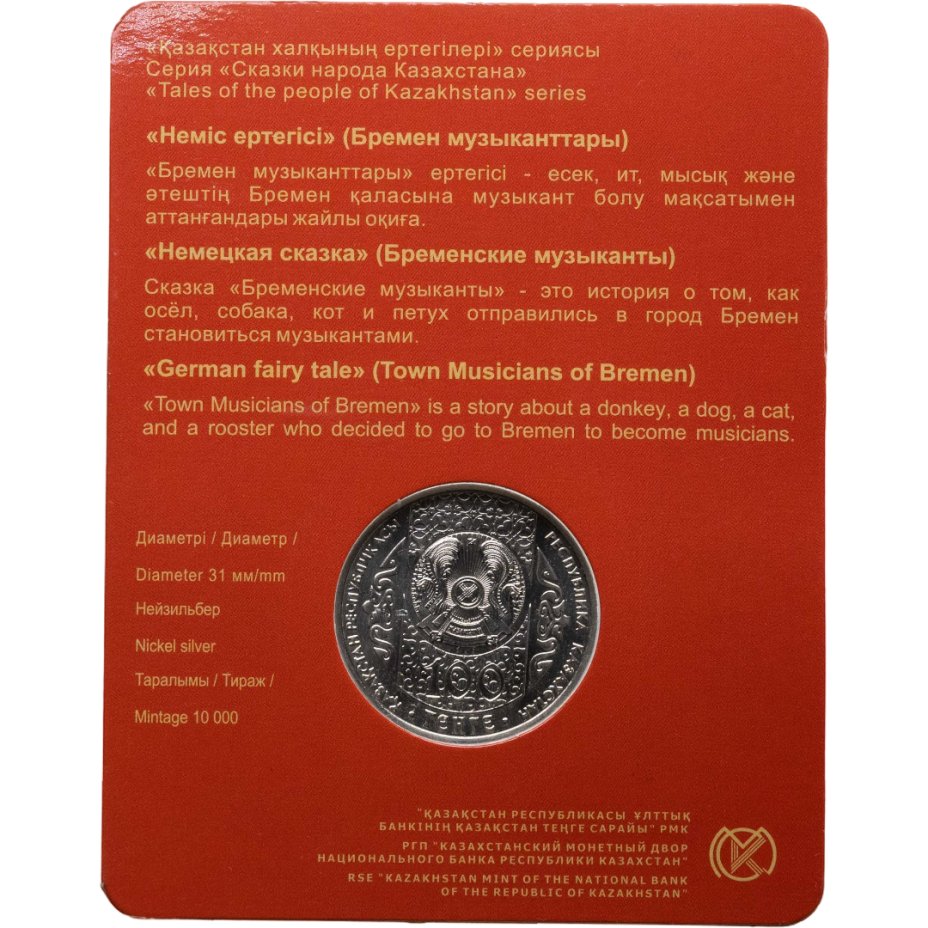 «Қазақстан халқының ертегілері» сериясы
Серия «Сказки народа Казахстана»
«Tales of the people of Kazakhstan» series
«Неміс ертегісі» (Бремен музыканттары)
«Бремен музыканттары» ертегісі - есек, ит, мысық және
әтештің Бремен қаласына музыкант болу мақсатымен
аттанғандары жайлы оқиға.
«Немецкая сказка» (Бременские музыканты)
Сказка «Бременские музыканты» - это история о том, как
осёл, собака, кот и петух отправились в город Бремен
становиться музыкантами.
«German fairy tale» (Town Musicians of Bremen)
«Town Musicians of Bremen» is a story about a donkey, a dog, a cat,
and a rooster who decided to go to Bremen to become musicians.
Диаметрі / Диаметр /
Diameter 31 мм/mm
Нейзильбер
Nickel silver
Таралымы / Тираж /
Mintage 10 000
ҚАЗАҚСТАН РЕСПУБЛИКАСЫ
РЕСПУБЛИКА КАЗАХСТАН
100
"ҚАЗАҚСТАН РЕСПУБЛИКАСЫ ҰЛТТЫҚ
БАНКІНІҢ ҚАЗАҚСТАН ТЕҢГЕ САРАЙЫ" РМК
РГП "КАЗАХСТАНСКИЙ МОНЕТНЫЙ ДВОР
НАЦИОНАЛЬНОГО БАНКА РЕСПУБЛИКИ КАЗАХСТАН"
RSE "KAZAKHSTAN MINT OF THE NATIONAL BANK
OF THE REPUBLIC OF KAZAKHSTAN"